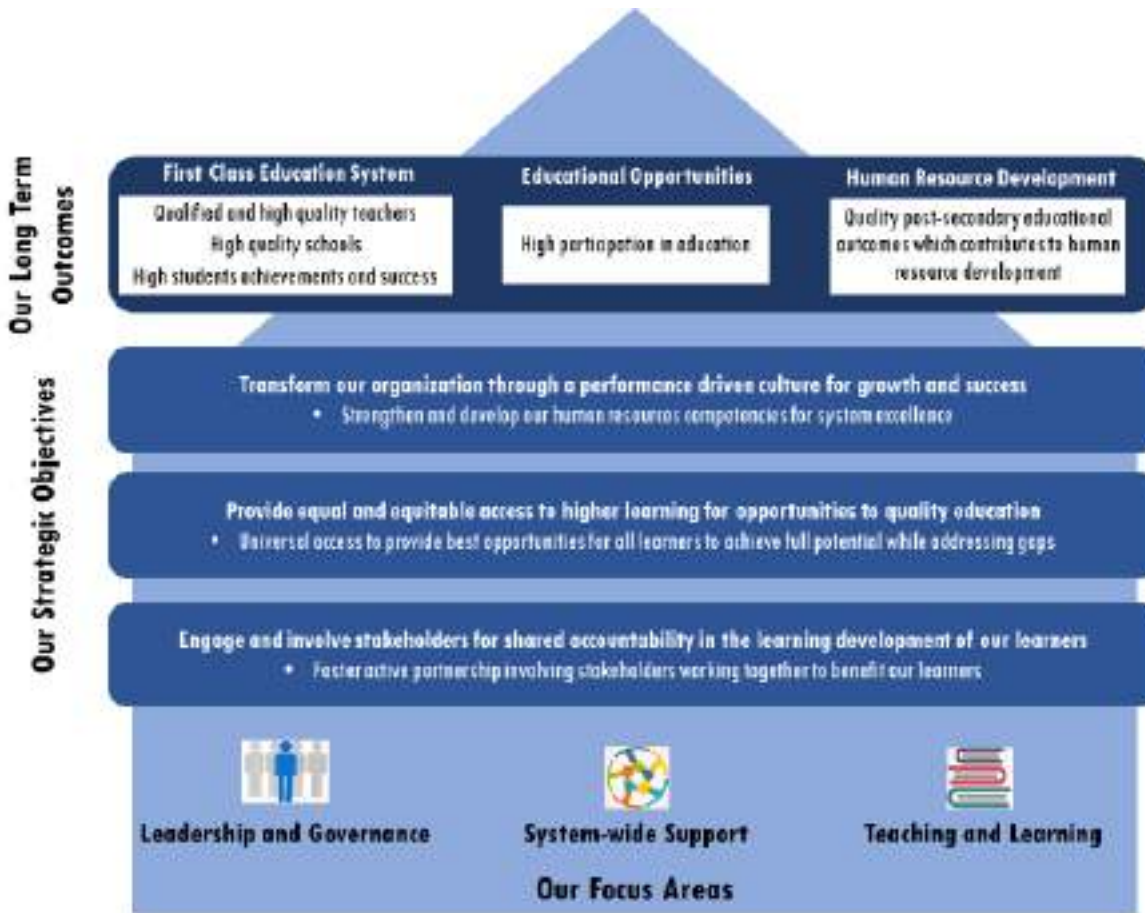 Our Long Term
Outcomes
First Class Education System
Qualified and high quality teachers
High quality schools
High students achievements and success
Educational Opportunities
High participation in education
Human Resource Development
Quality post-secondary educational
outcomes which contributes to human
resource development
Our Strategic Objectives
Transform our organization through a performance driven culture for growth and success
• Strengthen and develop our human resources competencies for system excellence
Provide equal and equitable access to higher learning for opportunities to quality education
• Universal access to provide best opportunities for all learners to achieve full potential while addressing gaps
Engage and involve stakeholders for shared accountability in the learning development of our learners
• Foster active partnership involving stakeholders working together to benefit our learners
Leadership and Governance
System-wide Support
Teaching and Learning
Our Focus Areas